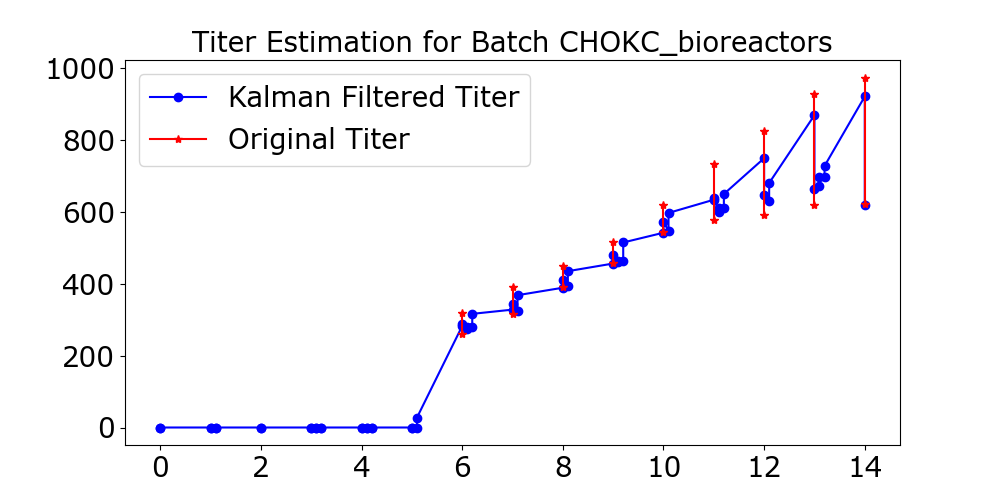 Titer Estimation for Batch CHOKC_bioreactors
1000
Kalman Filtered Titer
Original Titer
800
600
400
200
0
0 2 4 6 8 10 12 14